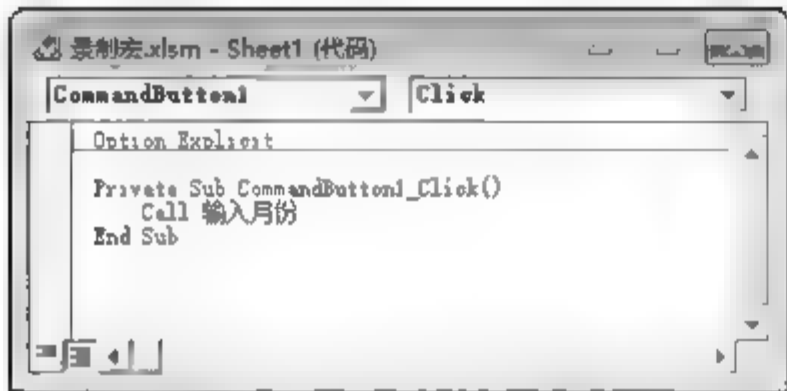 录制宏.xlsm - Sheet1 (代码)
CommandButton1 Click
Option Explicit
Private Sub CommandButton1_Click()
Call 输入月份
End Sub